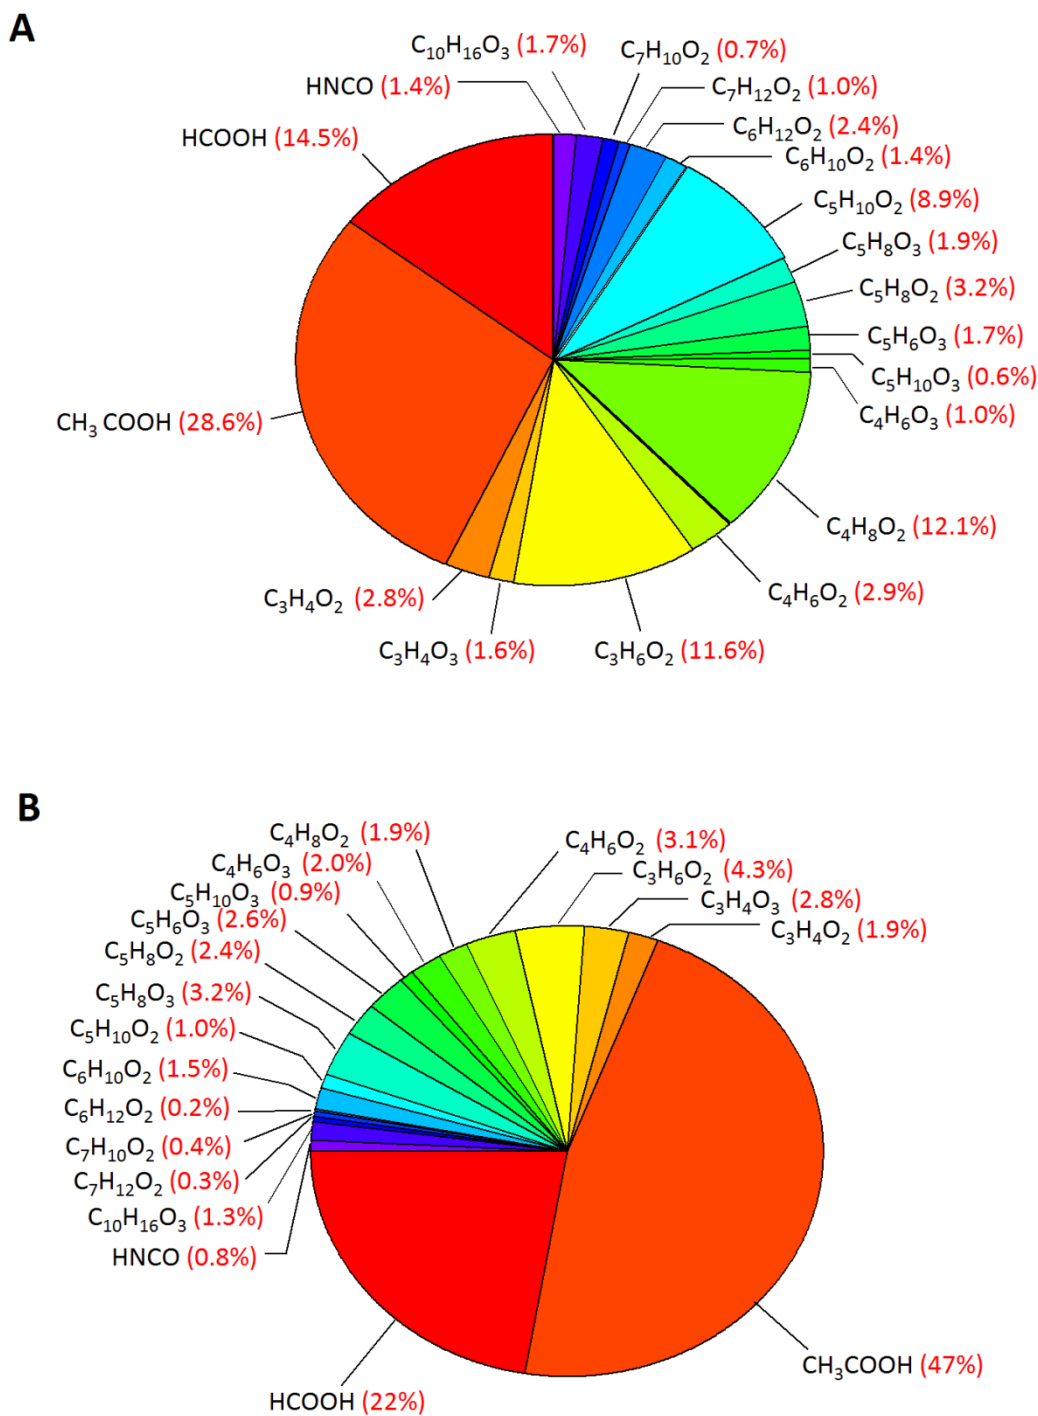 A
C₁₀H₁₆O₃ (1.7%)
C₇H₁₀O₂ (0.7%)
HNCO (1.4%)
C₇H₁₂O₂ (1.0%)
HCOOH (14.5%)
C₆H₁₂O₂ (2.4%)
C₆H₁₀O₂ (1.4%)
C₅H₁₀O₂ (8.9%)
C₅H₈O₃ (1.9%)
C₅H₈O₂ (3.2%)
C₅H₆O₃ (1.7%)
C₅H₁₀O₃ (0.6%)
C₄H₆O₃ (1.0%)
CH₃ COOH (28.6%)
C₄H₈O₂ (12.1%)
C₄H₆O₂ (2.9%)
C₃H₄O₂ (2.8%)
C₃H₄O₃ (1.6%)
C₃H₆O₂ (11.6%)
B
C₄H₈O₂ (1.9%)
C₄H₆O₂ (3.1%)
C₄H₆O₃ (2.0%)
C₃H₆O₂ (4.3%)
C₅H₁₀O₃ (0.9%)
C₃H₄O₃ (2.8%)
C₅H₆O₃ (2.6%)
C₃H₄O₂ (1.9%)
C₅H₈O₂ (2.4%)
C₅H₈O₃ (3.2%)
C₅H₁₀O₂ (1.0%)
C₆H₁₀O₂ (1.5%)
C₆H₁₂O₂ (0.2%)
C₇H₁₀O₂ (0.4%)
C₇H₁₂O₂ (0.3%)
C₁₀H₁₆O₃ (1.3%)
HNCO (0.8%)
CH₃COOH (47%)
HCOOH (22%)